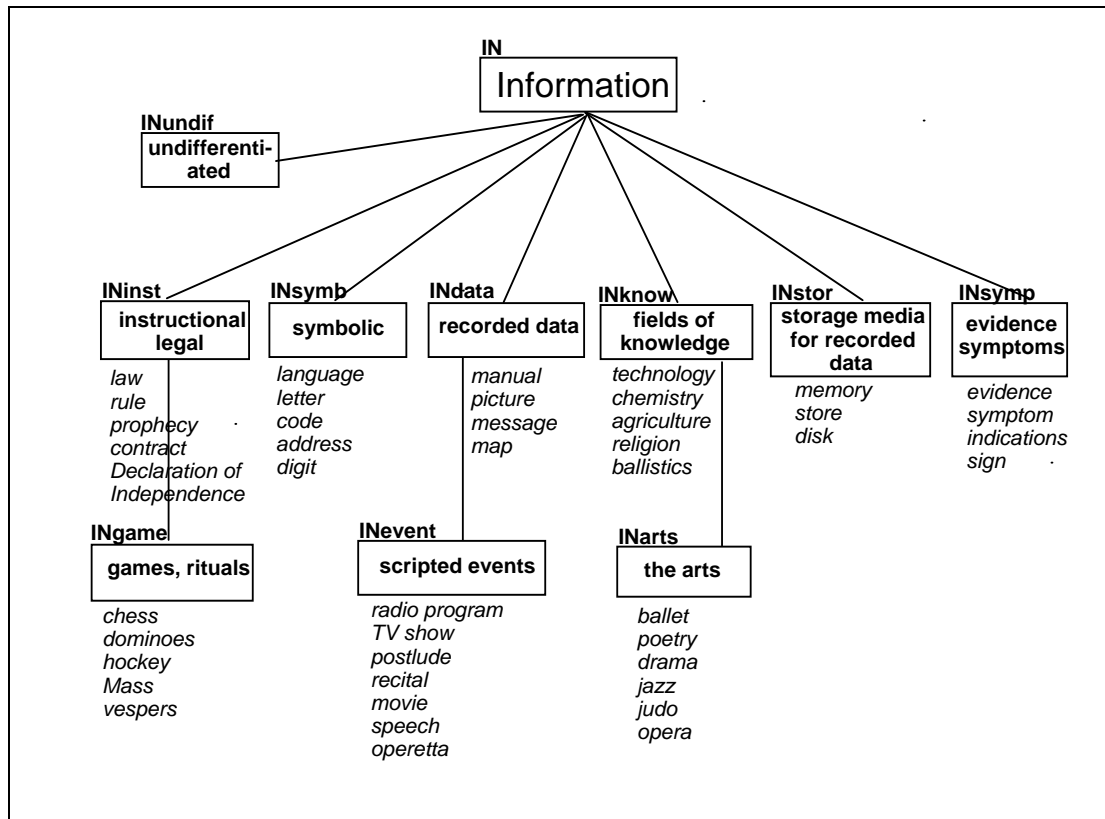 IN
Information
INundif
undifferenti-
ated
INinst
instructional
legal
law
rule
prophecy
contract
Declaration of
Independence
INsymb
symbolic
language
letter
code
address
digit
INdata
recorded data
manual
picture
message
map
INknow
fields of
knowledge
technology
chemistry
agriculture
religion
ballistics
INstor
storage media
for recorded
data
memory
store
disk
INsymp
evidence
symptoms
evidence
symptom
indications
sign
INgame
games, rituals
chess
dominoes
hockey
Mass
vespers
INevent
scripted events
radio program
TV show
postlude
recital
movie
speech
operetta
INarts
the arts
ballet
poetry
drama
jazz
judo
opera